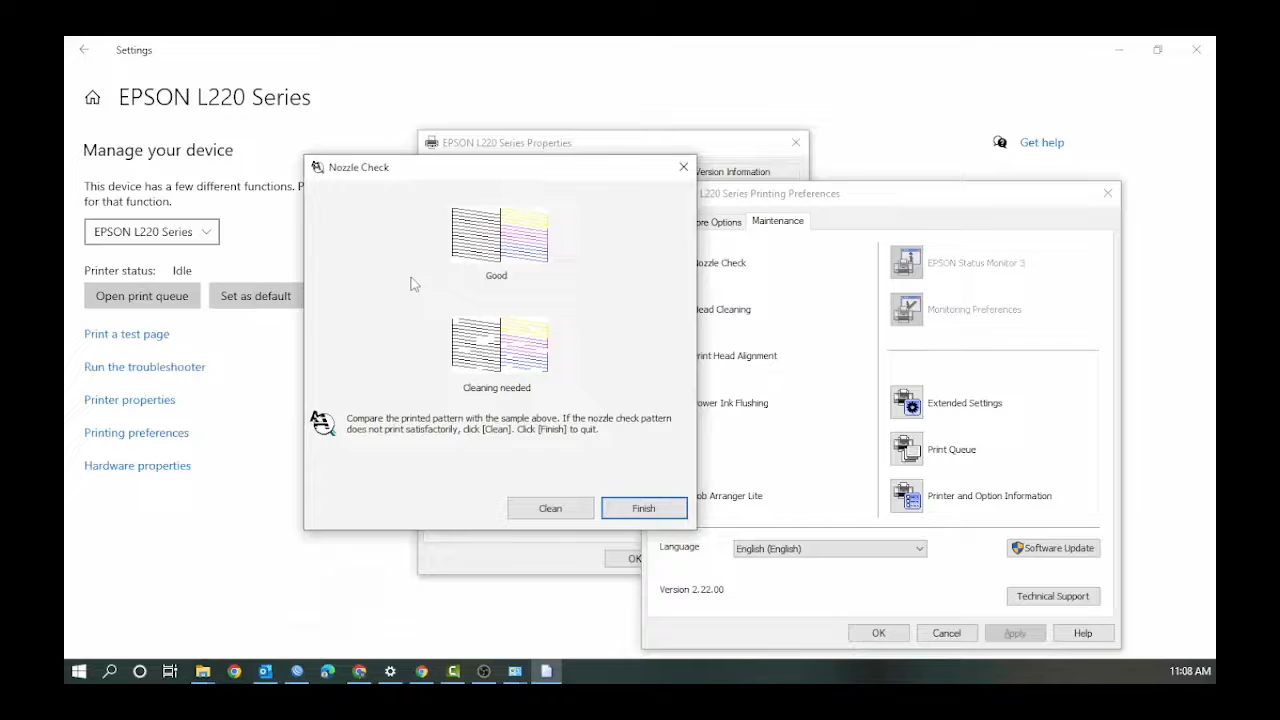 Settings
EPSON L220 Series
Manage your device
This device has a few different functions.
for that function.
EPSON L220 Series
Printer status: Idle
Open print queue
Set as default
Print a test page
Run the troubleshooter
Printer properties
Printing preferences
Hardware properties
Get help
EPSON L220 Series Properties
Version Information
OK
Nozzle Check
Good
Cleaning needed
Compare the printed pattern with the sample above. If the nozzle check pattern
does not print satisfactorily, click [Clean]. Click [Finish] to quit.
Clean
Finish
L220 Series Printing Preferences
ore Options
Maintenance
ozzle Check
ead Cleaning
rint Head Alignment
ower Ink Flushing
ob Arranger Lite
EPSON Status Monitor 3
Monitoring Preferences
Extended Settings
Print Queue
Printer and Option Information
Language
English (English)
Software Update
Version 2.22.00
Technical Support
OK
Cancel
Apply
Help
11:08 AM